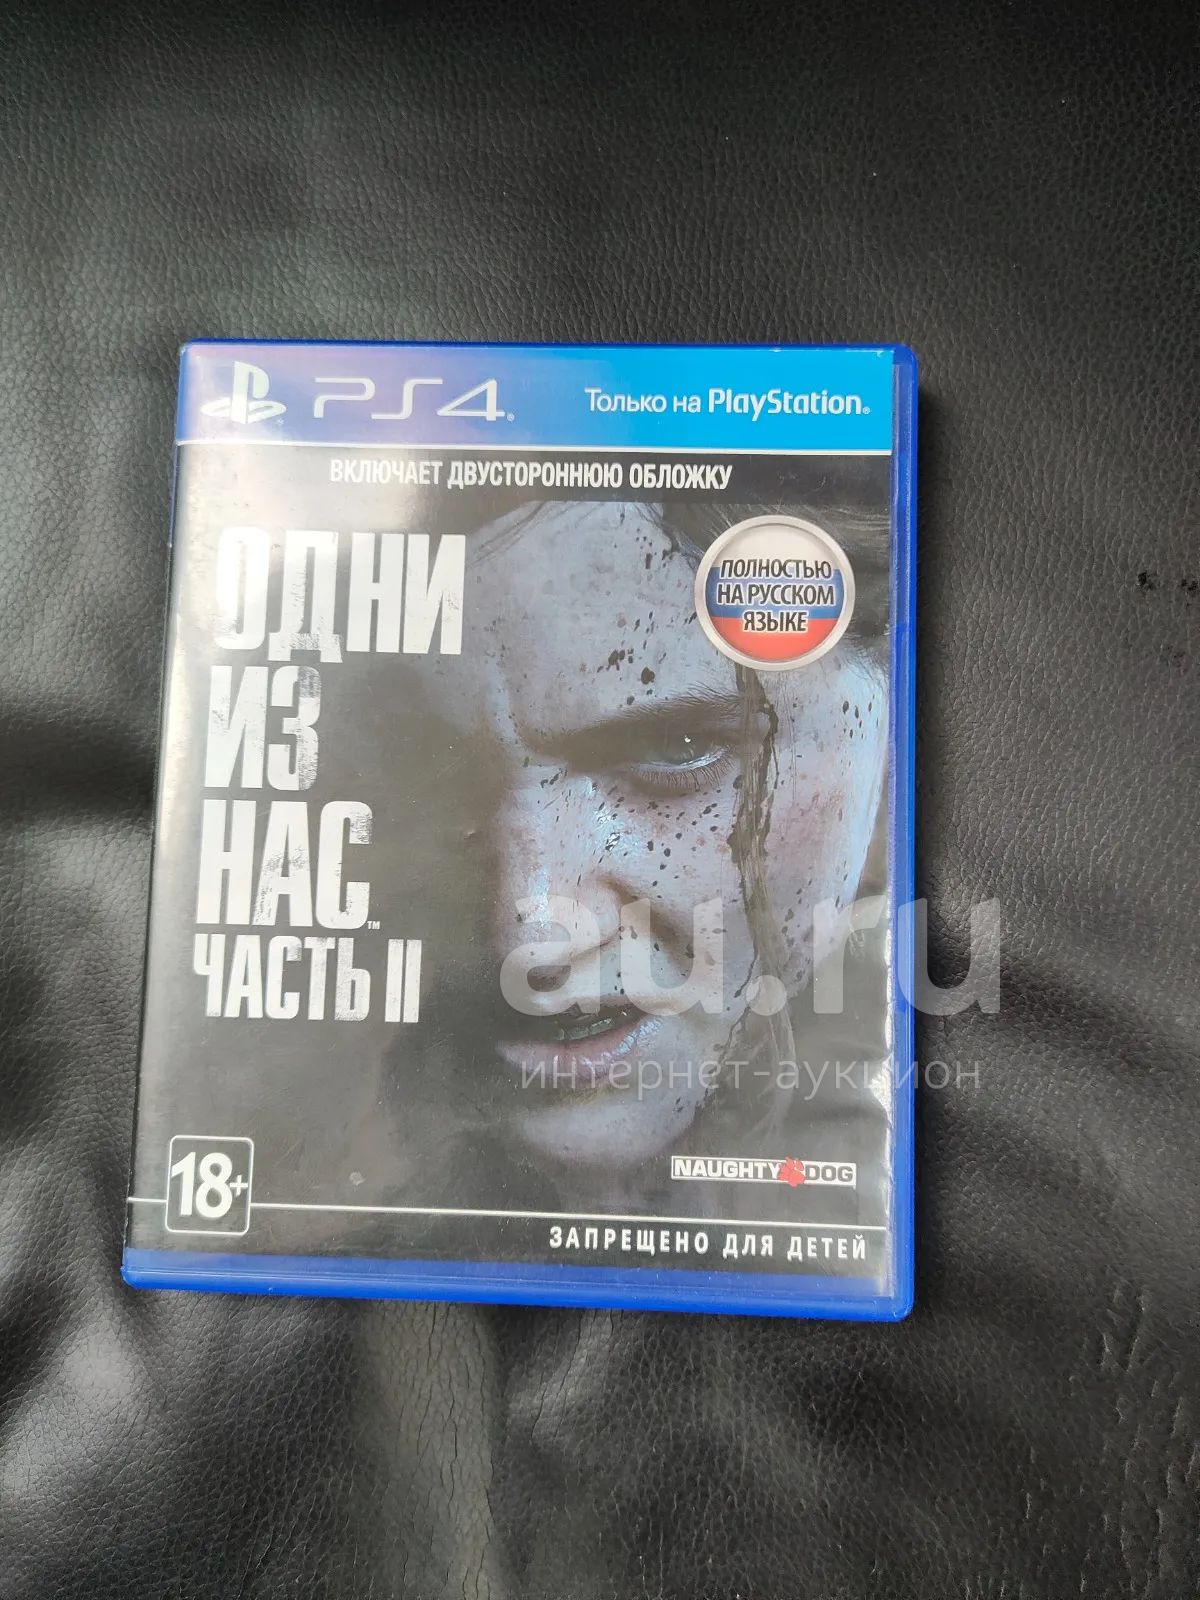 PS4
Только на PlayStation
ВКЛЮЧАЕТ ДВУСТОРОННЮЮ ОБЛОЖКУ
ОДНИ
ИЗ
НАС™
ЧАСТЬ II
ПОЛНОСТЬЮ
НА РУССКОМ
ЯЗЫКЕ
au.ru
интернет-аукцион
NAUGHTY DOG
18+
ЗАПРЕЩЕНО ДЛЯ ДЕТЕЙ